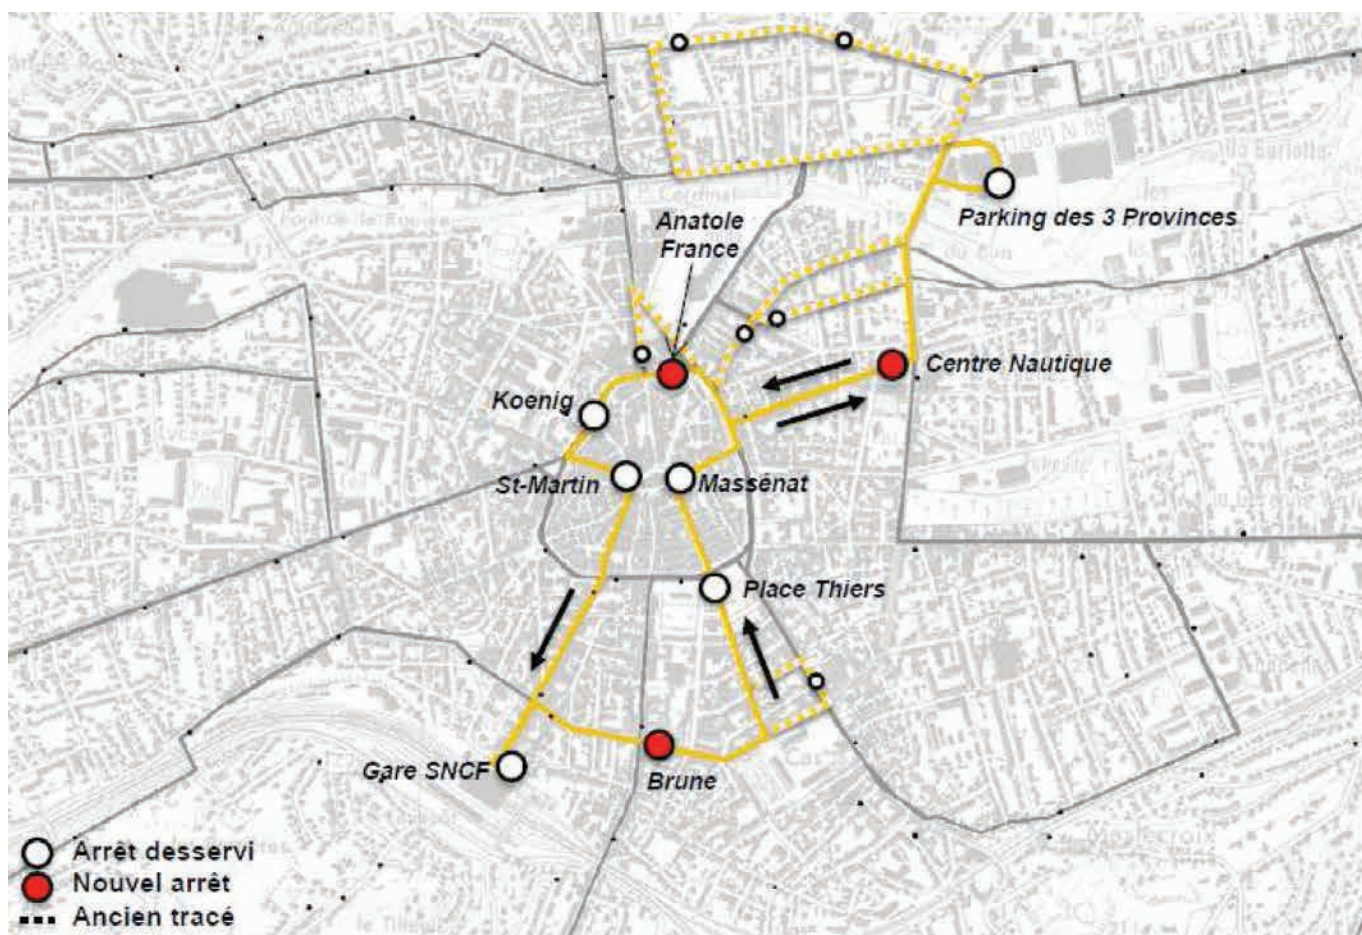 Anatole
France
Parking des 3 Provinces
Centre Nautique
Koenig
St-Martin
Massénat
Place Thiers
Gare SNCF
Brune
Arrêt desservi
Nouvel arrêt
Ancien tracé